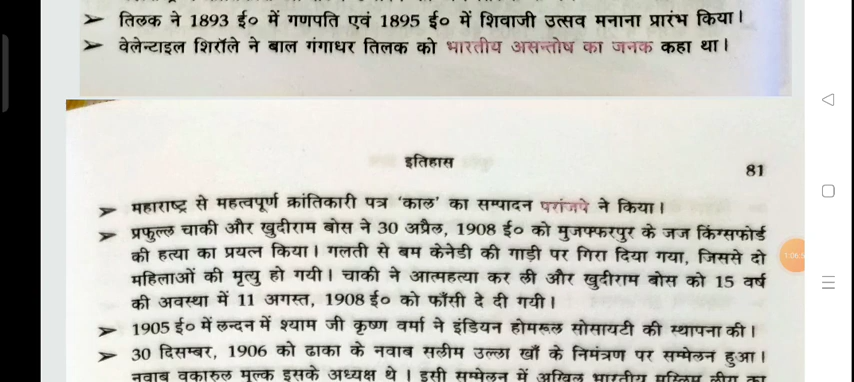 ➤ तिलक ने 1893 ई० में गणपति एवं 1895 ई० में शिवाजी उत्सव मनाना प्रारंभ किया।
➤ वेलेन्टाइल शिरॉले ने बाल गंगाधर तिलक को भारतीय असन्तोष का जनक कहा था।
इतिहास
81
➤ महाराष्ट्र से महत्वपूर्ण क्रांतिकारी पत्र ‘काल’ का सम्पादन परांजपे ने किया।
➤ प्रफुल्ल चाकी और खुदीराम बोस ने 30 अप्रैल, 1908 ई० को मुजफ्फरपुर के जज किंग्सफोर्ड
की हत्या का प्रयत्न किया। गलती से बम केनेडी की गाड़ी पर गिरा दिया गया, जिससे दो
महिलाओं की मृत्यु हो गयी। चाकी ने आत्महत्या कर ली और खुदीराम बोस को 15 वर्ष
की अवस्था में 11 अगस्त, 1908 ई० को फाँसी दे दी गयी।
➤ 1905 ई० में लन्दन में श्याम जी कृष्ण वर्मा ने इंडियन होमरूल सोसायटी की स्थापना की।
➤ 30 दिसम्बर, 1906 को ढाका के नवाब सलीम उल्ला खाँ के निमंत्रण पर सम्मेलन हुआ।
नवाब वकारुल मुल्क इसके अध्यक्ष थे। इसी सम्मेलन में अखिल भारतीय मुस्लिम लीग का